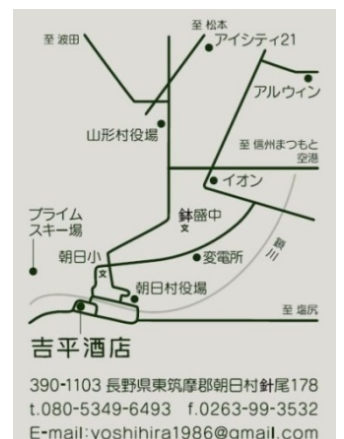 至 松本
至 波田
アイシティ21
アルウィン
山形村役場
至 信州まつもと
空港
イオン
プライム
スキー場
鉢盛中
文
鎖川
朝日小
文
変電所
朝日村役場
至 塩尻
吉平酒店
390-1103 長野県東筑摩郡朝日村針尾178
t.080-5349-6493 f.0263-99-3532
E-mail:yoshihira1986@gmail.com